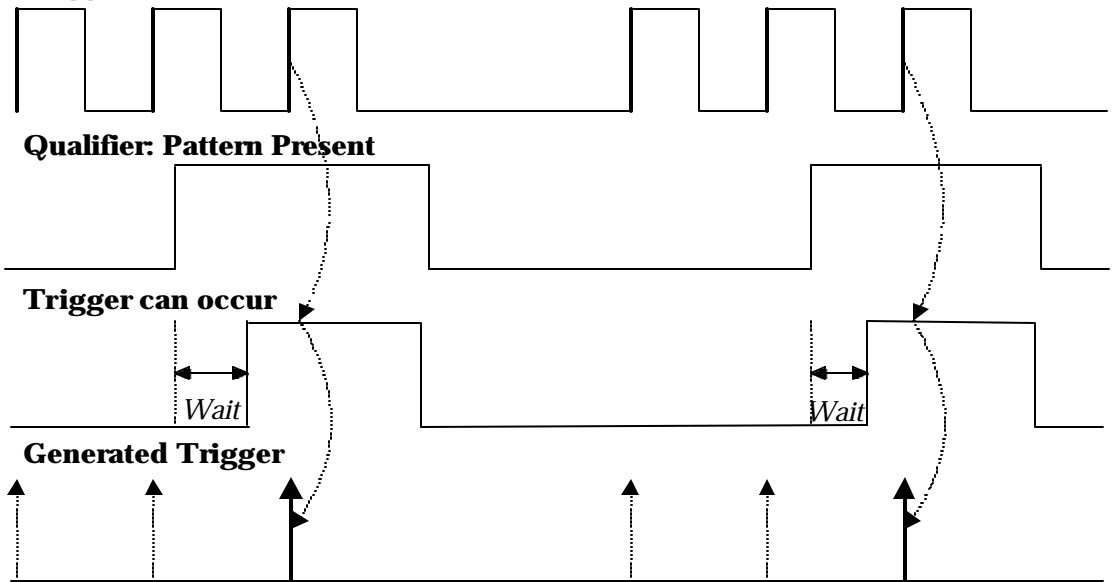 Qualifier: Pattern Present
Trigger can occur
Wait
Wait
Generated Trigger